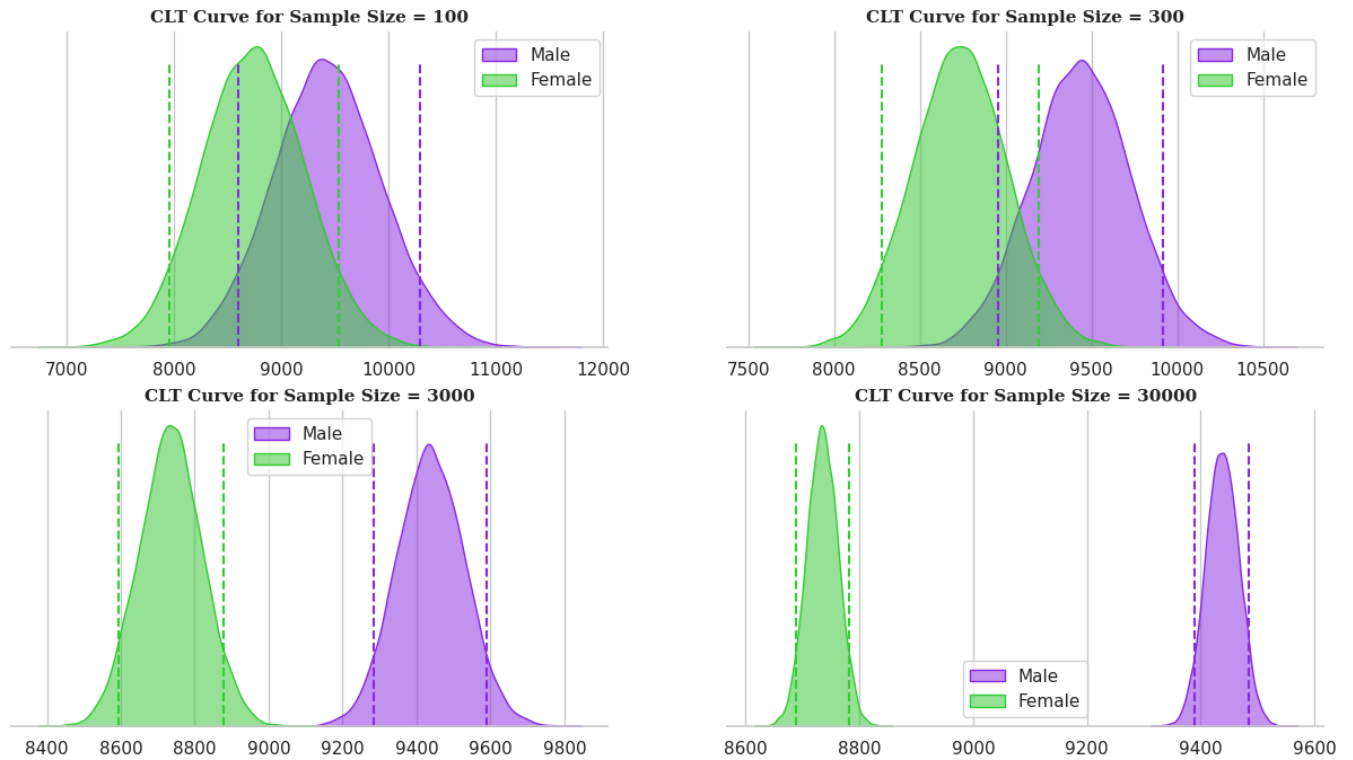 CLT Curve for Sample Size = 100
Male
Female
7000 8000 9000 10000 11000 12000
CLT Curve for Sample Size = 300
Male
Female
7500 8000 8500 9000 9500 10000 10500
CLT Curve for Sample Size = 3000
Male
Female
8400 8600 8800 9000 9200 9400 9600 9800
CLT Curve for Sample Size = 30000
Male
Female
8600 8800 9000 9200 9400 9600